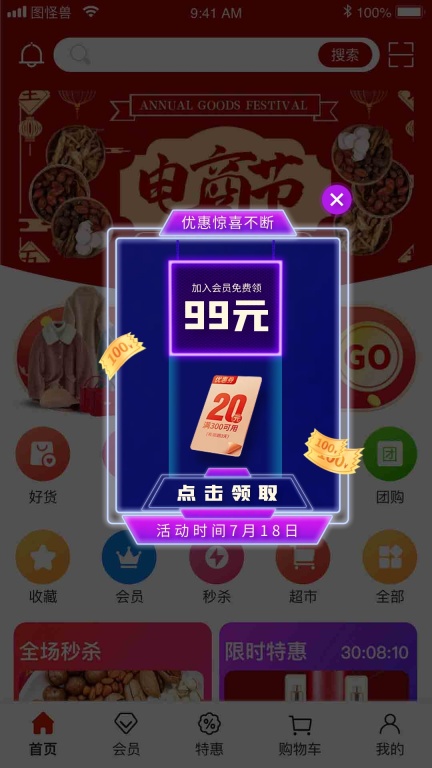 图怪兽
9:41 AM
100%
搜索
ANNUAL GOODS FESTIVAL
电商节
优惠惊喜不断
加入会员免费领
99元
100
GO
优惠券
20元
满300可用
100
点击领取
活动时间7月18日
好货
团购
收藏
会员
秒杀
超市
全部
全场秒杀
限时特惠
30:08:10
首页
会员
特惠
购物车
我的